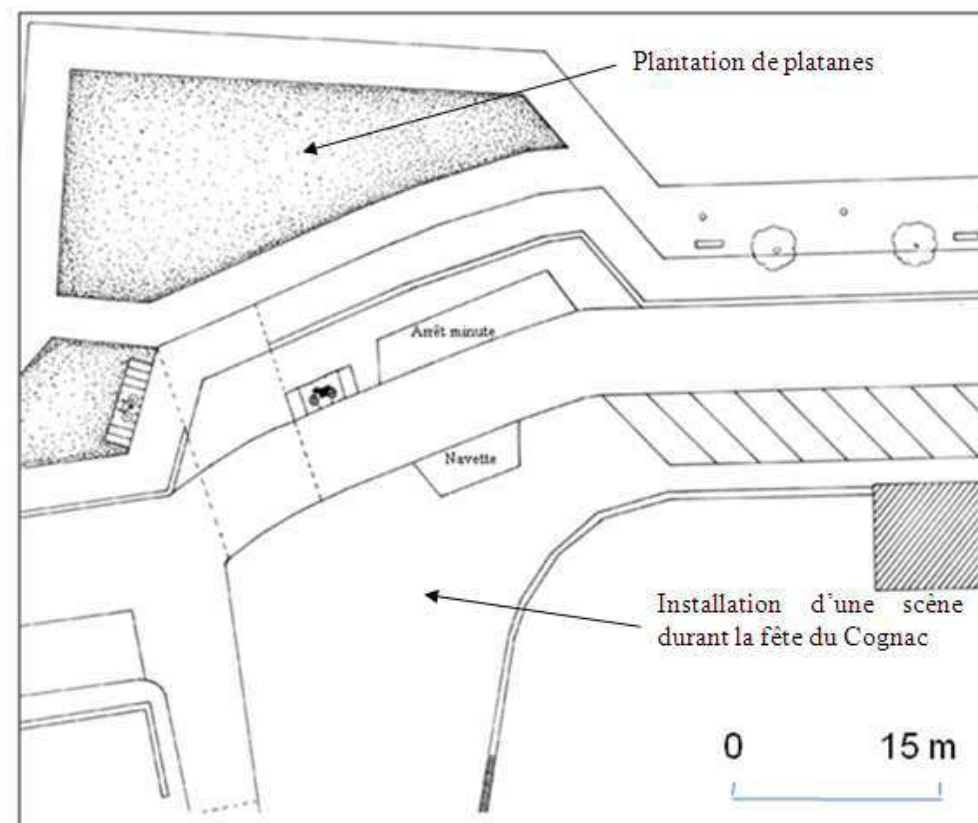 Plantation de platanes
Arrêt minute
Navette
Installation d'une scène
durant la fête du Cognac
0 15 m